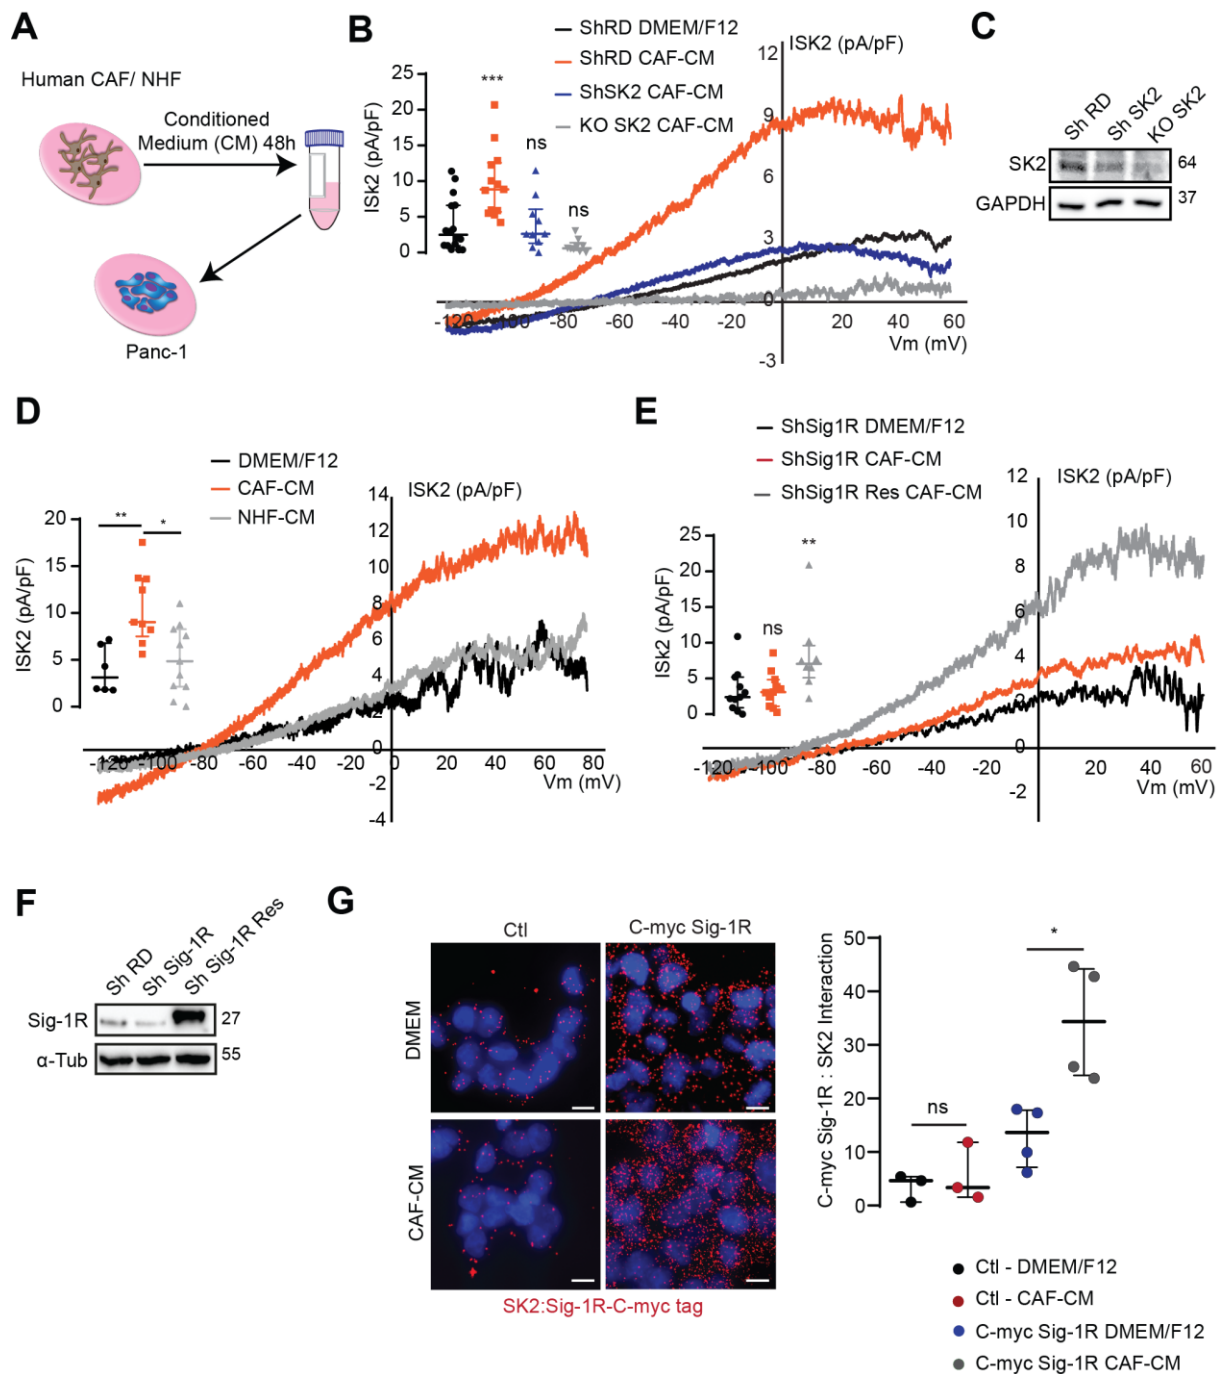 A
Human CAF/ NHF
Conditioned
Medium (CM) 48h
Panc-1
B
ShRD DMEM/F12
ShRD CAF-CM
ShSK2 CAF-CM
KO SK2 CAF-CM
ISk2 (pA/pF)
25
20
15
10
5
0
***
ns
ns
ISK2 (pA/pF)
12
9
6
3
0
-3
-120
-100
-80
-60
-40
-20
20
40
60
Vm (mV)
C
Sh RD
Sh SK2
KO SK2
SK2
64
GAPDH
37
D
DMEM/F12
CAF-CM
NHF-CM
ISK2 (pA/pF)
20
15
10
5
0
**
*
ISK2 (pA/pF)
14
12
10
8
6
4
2
0
-2
-4
-120
-100
-80
-60
-40
-20
20
40
60
80
Vm (mV)
E
ShSig1R DMEM/F12
ShSig1R CAF-CM
ShSig1R Res CAF-CM
ISK2 (pA/pF)
25
20
15
10
5
0
ns
**
ISK2 (pA/pF)
12
10
8
6
4
2
0
-2
-120
-100
-80
-60
-40
-20
20
40
60
Vm (mV)
F
Sh RD
Sh Sig-1R
Sh Sig-1R Res
Sig-1R
27
α-Tub
55
G
Ctl
C-myc Sig-1R
DMEM
CAF-CM
SK2:Sig-1R-C-myc tag
C-myc Sig-1R : SK2 Interaction
50
40
30
20
10
0
ns
*
Ctl - DMEM/F12
Ctl - CAF-CM
C-myc Sig-1R DMEM/F12
C-myc Sig-1R CAF-CM